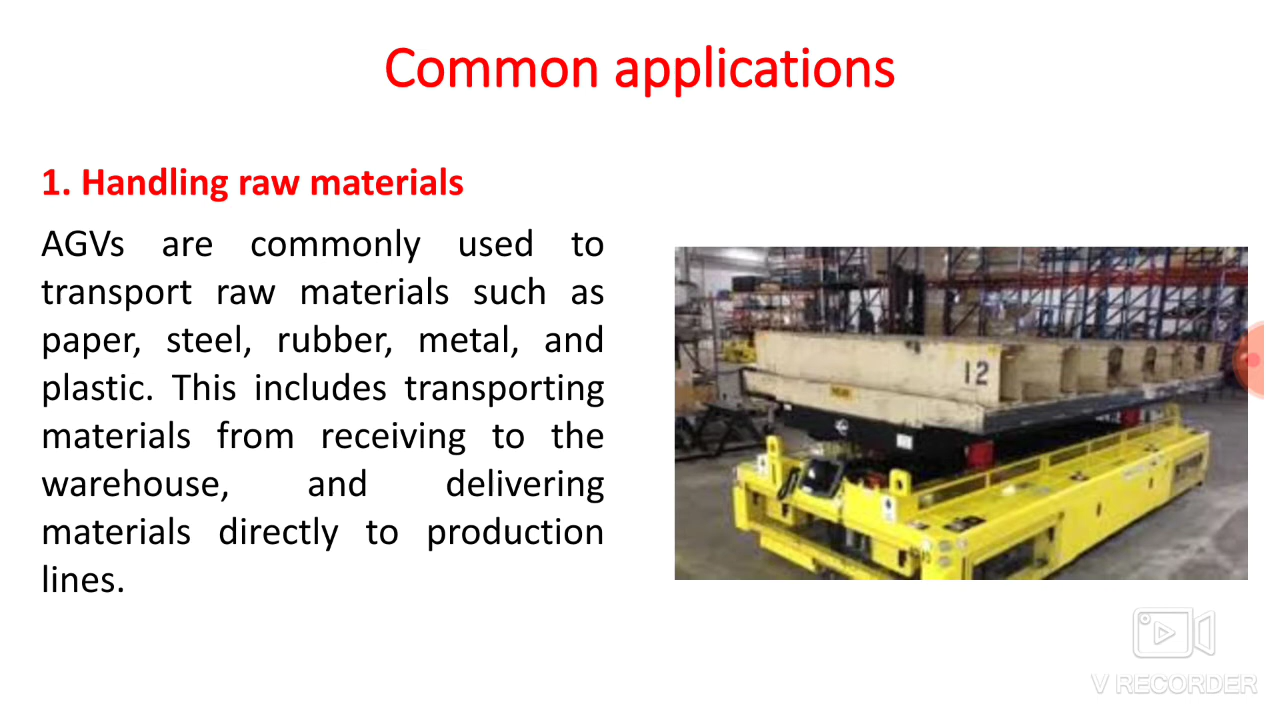 Common applications
1. Handling raw materials
AGVs are commonly used to
transport raw materials such as
paper, steel, rubber, metal, and
plastic. This includes transporting
materials from receiving to the
warehouse, and delivering
materials directly to production
lines.
12
V RECORDER